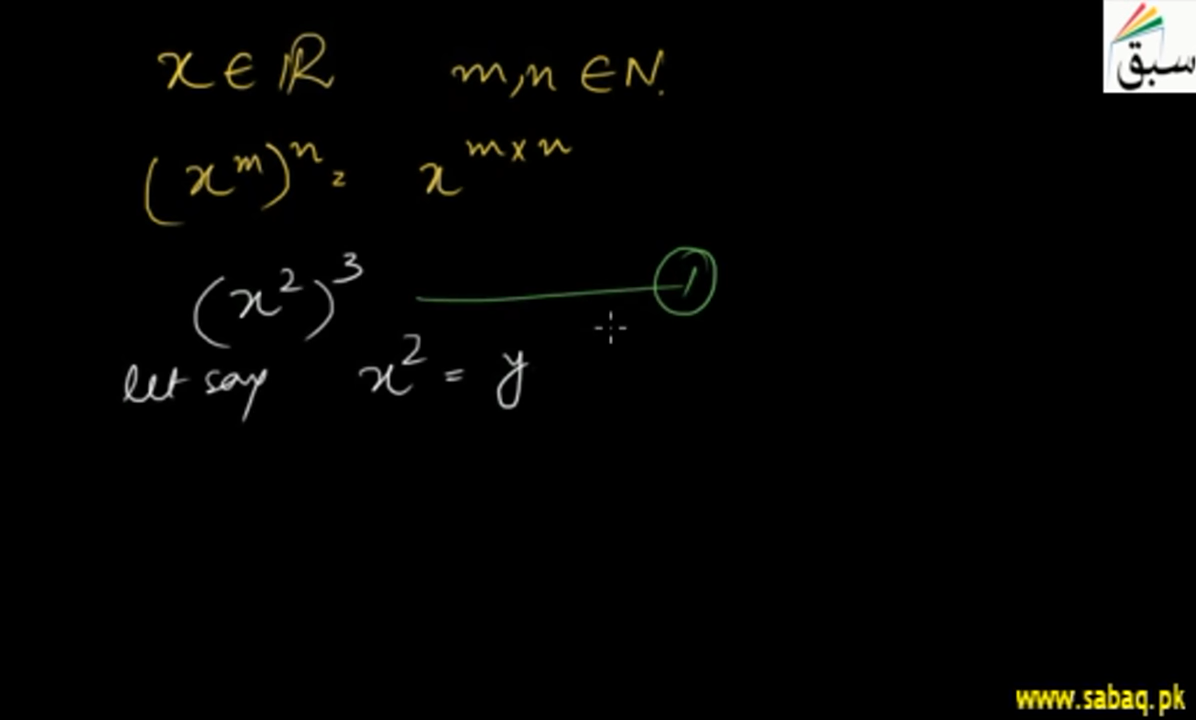 سبق
x ∈ ℝ m,n ∈ N.
(x^m)^n = x^{m×n}
(x^2)^3 ——— ①
let say x^2 = y
www.sabaq.pk